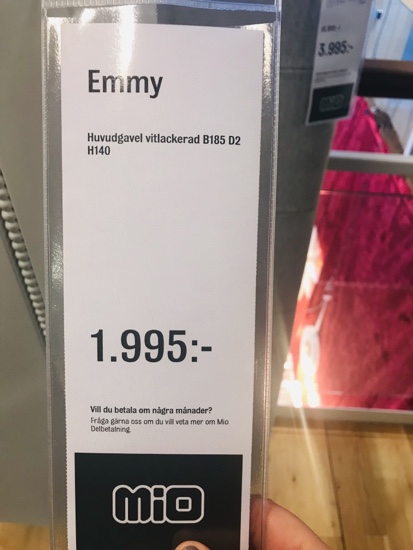 Emmy
Huvudgavel vitlackerad B185 D2
H140
1.995:-
Vill du betala om några månader?
Fråga gärna oss om du vill veta mer om Mio
Delbetalning.
MiO
3.995:-
MiO